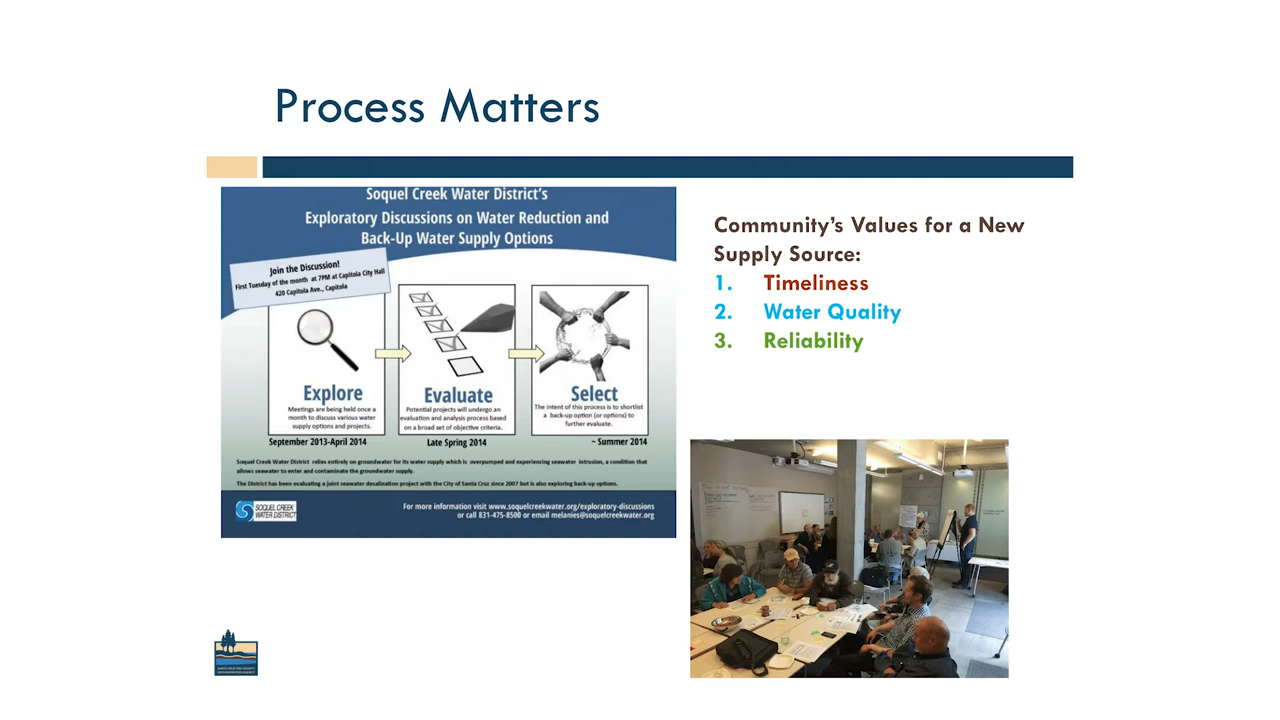 Process Matters
Soquel Creek Water District's
Exploratory Discussions on Water Reduction and
Back-Up Water Supply Options
Join the Discussion!
First Tuesday of the month at 7PM at Capitola City Hall
420 Capitola Ave., Capitola
Explore
Meetings are being held once a
month to discuss various water
supply options and projects.
September 2013-April 2014
Evaluate
Potential projects will undergo an
evaluation and analysis process based
on a broad set of objective criteria.
Late Spring 2014
Select
The intent of this process is to shortlist
a back-up option (or options) to
further evaluate.
~ Summer 2014
Soquel Creek Water District relies entirely on groundwater for its water supply which is overpumped and experiencing seawater intrusion, a condition that
allows seawater to enter and contaminate the groundwater supply.
The District has been evaluating a joint seawater desalination project with the City of Santa Cruz since 2007 but is also exploring back-up options.
SOQUEL CREEK
WATER DISTRICT
For more information visit www.soquelcreekwater.org/exploratory-discussions
or call 831-475-8500 or email melanies@soquelcreekwater.org
Community's Values for a New
Supply Source:
1. Timeliness
2. Water Quality
3. Reliability